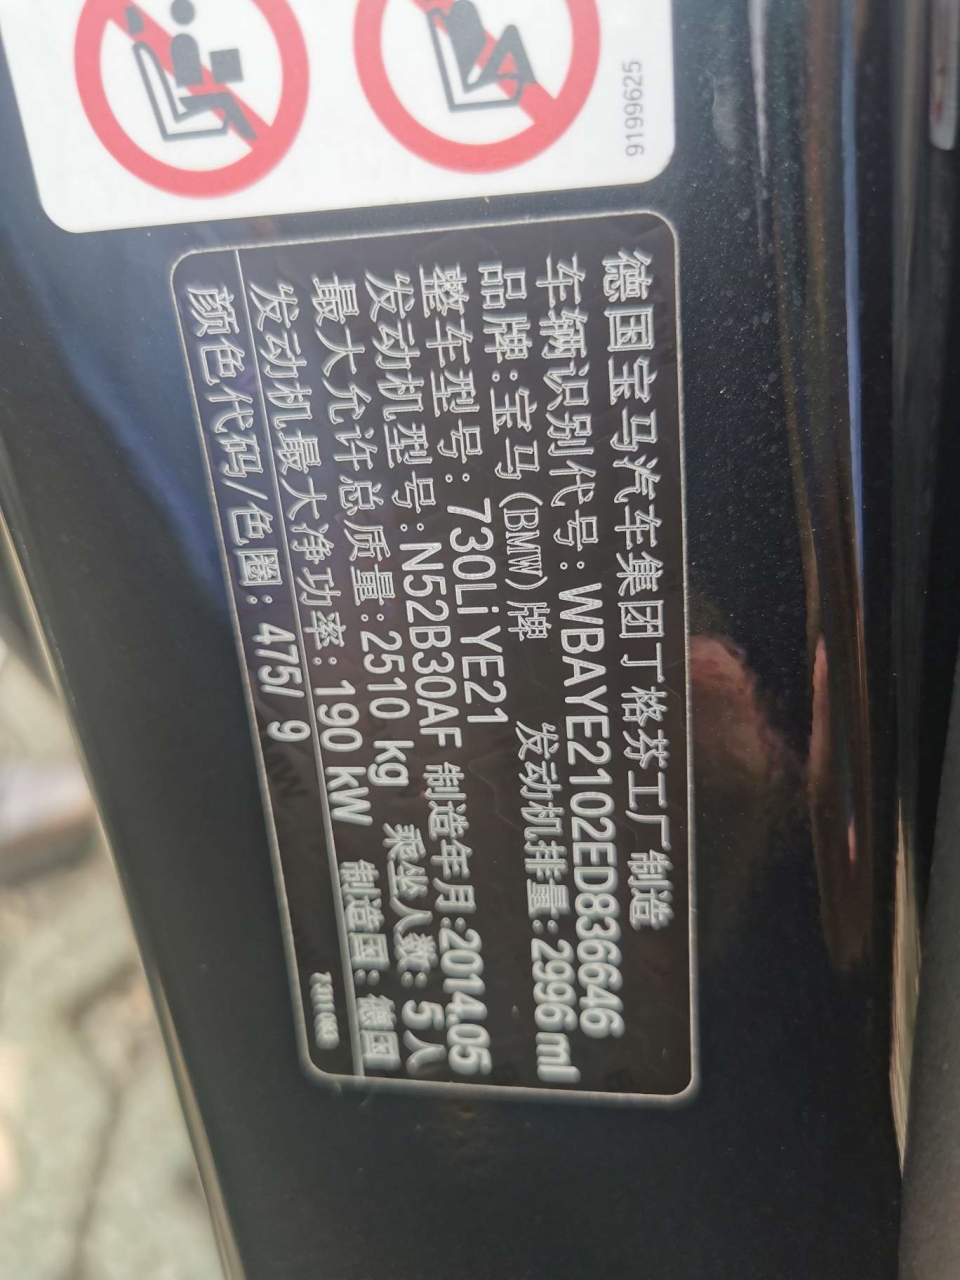 9199625
德国宝马汽车集团丁格芬工厂制造
车辆识别代号：WBAYE2102ED836646
品牌：宝马(BMW)牌 发动机排量：2996 ml
整车型号：730Li YE21
发动机型号：N52B30AF 制造年月：2014.05
最大允许总质量：2510 kg 乘坐人数：5人
发动机最大净功率：190 kW 制造国：德国
颜色代码/色圈：475/ 9